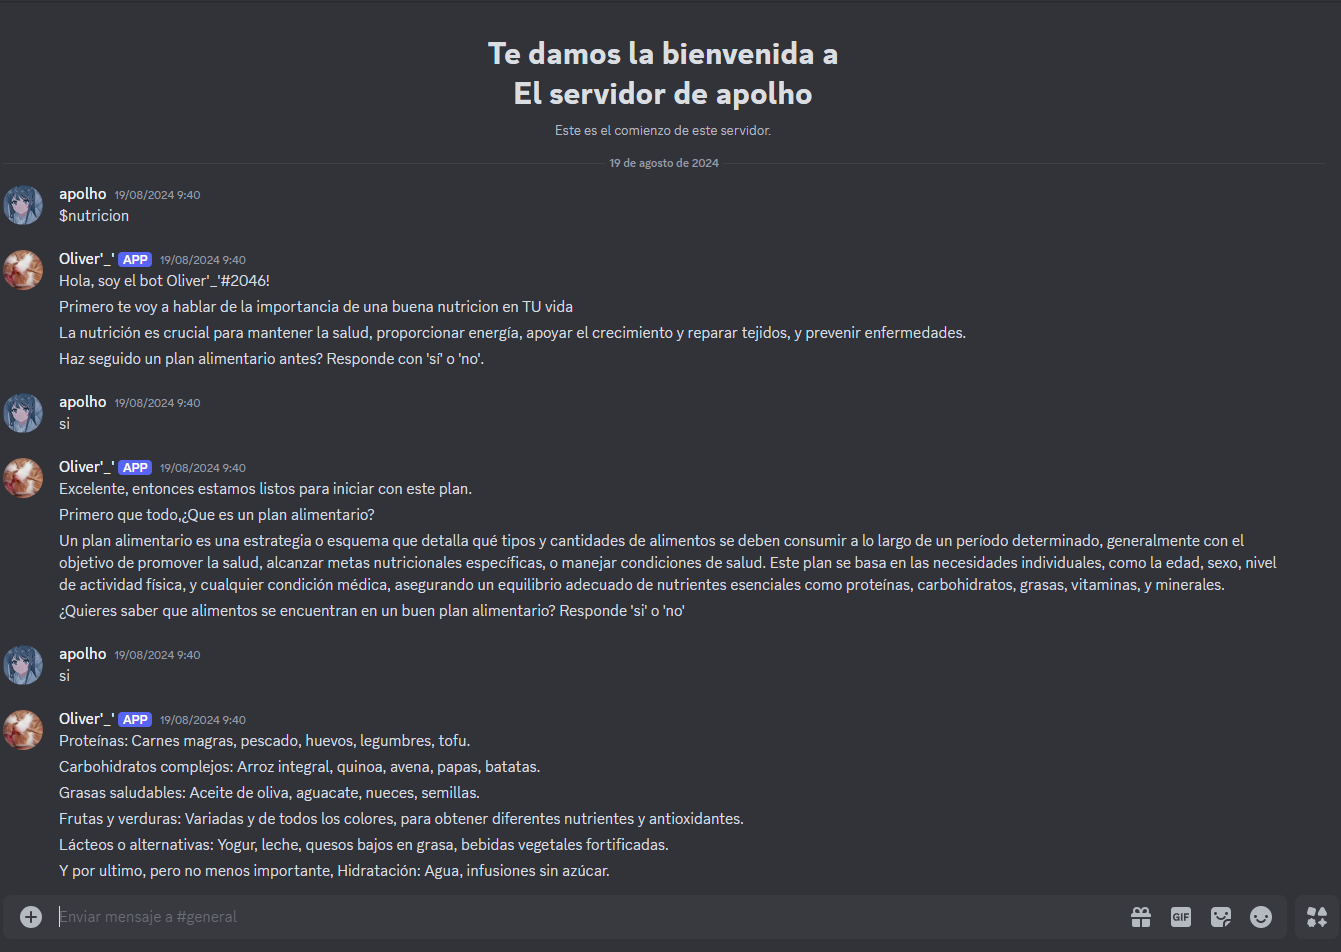 Te damos la bienvenida a
El servidor de apolho
Este es el comienzo de este servidor.
19 de agosto de 2024
apolho 19/08/2024 9:40
$nutricion
Oliver'_' APP 19/08/2024 9:40
Hola, soy el bot Oliver'_'#2046!
Primero te voy a hablar de la importancia de una buena nutricion en TU vida
La nutrición es crucial para mantener la salud, proporcionar energía, apoyar el crecimiento y reparar tejidos, y prevenir enfermedades.
Haz seguido un plan alimentario antes? Responde con 'sí' o 'no'.
apolho 19/08/2024 9:40
si
Oliver'_' APP 19/08/2024 9:40
Excelente, entonces estamos listos para iniciar con este plan.
Primero que todo,¿Que es un plan alimentario?
Un plan alimentario es una estrategia o esquema que detalla qué tipos y cantidades de alimentos se deben consumir a lo largo de un período determinado, generalmente con el
objetivo de promover la salud, alcanzar metas nutricionales específicas, o manejar condiciones de salud. Este plan se basa en las necesidades individuales, como la edad, sexo, nivel
de actividad física, y cualquier condición médica, asegurando un equilibrio adecuado de nutrientes esenciales como proteínas, carbohidratos, grasas, vitaminas, y minerales.
¿Quieres saber que alimentos se encuentran en un buen plan alimentario? Responde 'si' o 'no'
apolho 19/08/2024 9:40
si
Oliver'_' APP 19/08/2024 9:40
Proteínas: Carnes magras, pescado, huevos, legumbres, tofu.
Carbohidratos complejos: Arroz integral, quinoa, avena, papas, batatas.
Grasas saludables: Aceite de oliva, aguacate, nueces, semillas.
Frutas y verduras: Variadas y de todos los colores, para obtener diferentes nutrientes y antioxidantes.
Lácteos o alternativas: Yogur, leche, quesos bajos en grasa, bebidas vegetales fortificadas.
Y por ultimo, pero no menos importante, Hidratación: Agua, infusiones sin azúcar.
Enviar mensaje a #general
GIF